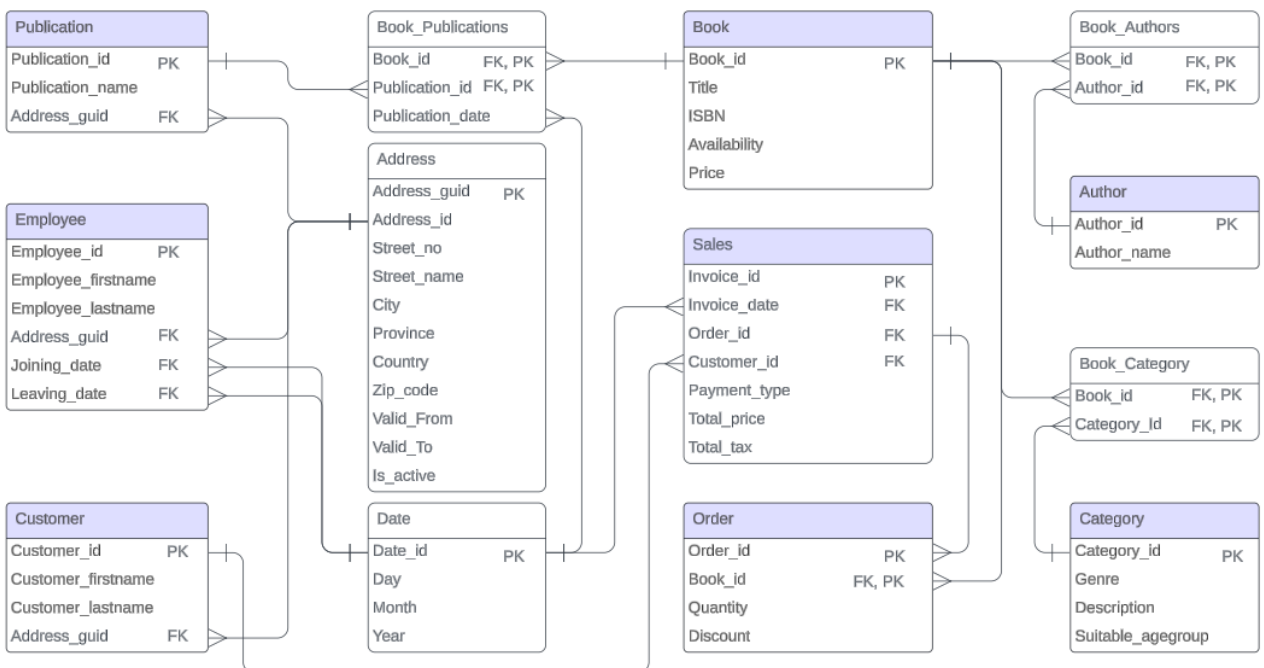 Publication
Publication_id PK
Publication_name
Address_guid FK
Book_Publications
Book_id FK, PK
Publication_id FK, PK
Publication_date
Book
Book_id PK
Title
ISBN
Availability
Price
Book_Authors
Book_id FK, PK
Author_id FK, PK
Address
Address_guid PK
Address_id
Street_no
Street_name
City
Province
Country
Zip_code
Valid_From
Valid_To
Is_active
Author
Author_id PK
Author_name
Employee
Employee_id PK
Employee_firstname
Employee_lastname
Address_guid FK
Joining_date FK
Leaving_date FK
Sales
Invoice_id PK
Invoice_date FK
Order_id FK
Customer_id FK
Payment_type
Total_price
Total_tax
Book_Category
Book_id FK, PK
Category_Id FK, PK
Customer
Customer_id PK
Customer_firstname
Customer_lastname
Address_guid FK
Date
Date_id PK
Day
Month
Year
Order
Order_id PK
Book_id FK, PK
Quantity
Discount
Category
Category_id PK
Genre
Description
Suitable_agegroup